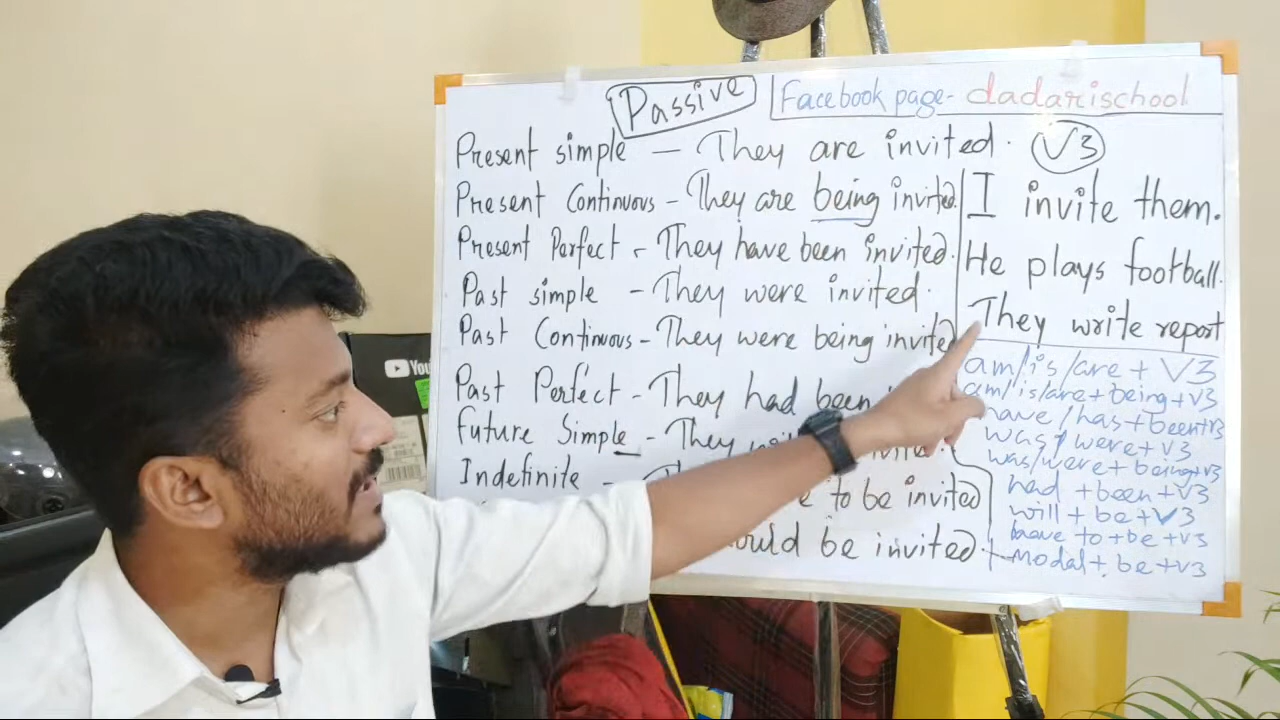 Passive
Facebook page- dadarischool
Present simple — They are invited. V3
Present Continuous - They are being invited.
Present Perfect - They have been invited.
Past simple - They were invited.
Past Continuous - They were being invited
Past Perfect - They had been
Future Simple - They
Indefinite -
to be invited
ould be invited.
I invite them.
He plays football.
They write report
am/is/are + V3
am/is/are+being+V3
have/has+been+V3
was/were+V3
was/were+being+V3
had +been+V3
will+be+V3
have to+be+V3
modal+be+V3
You